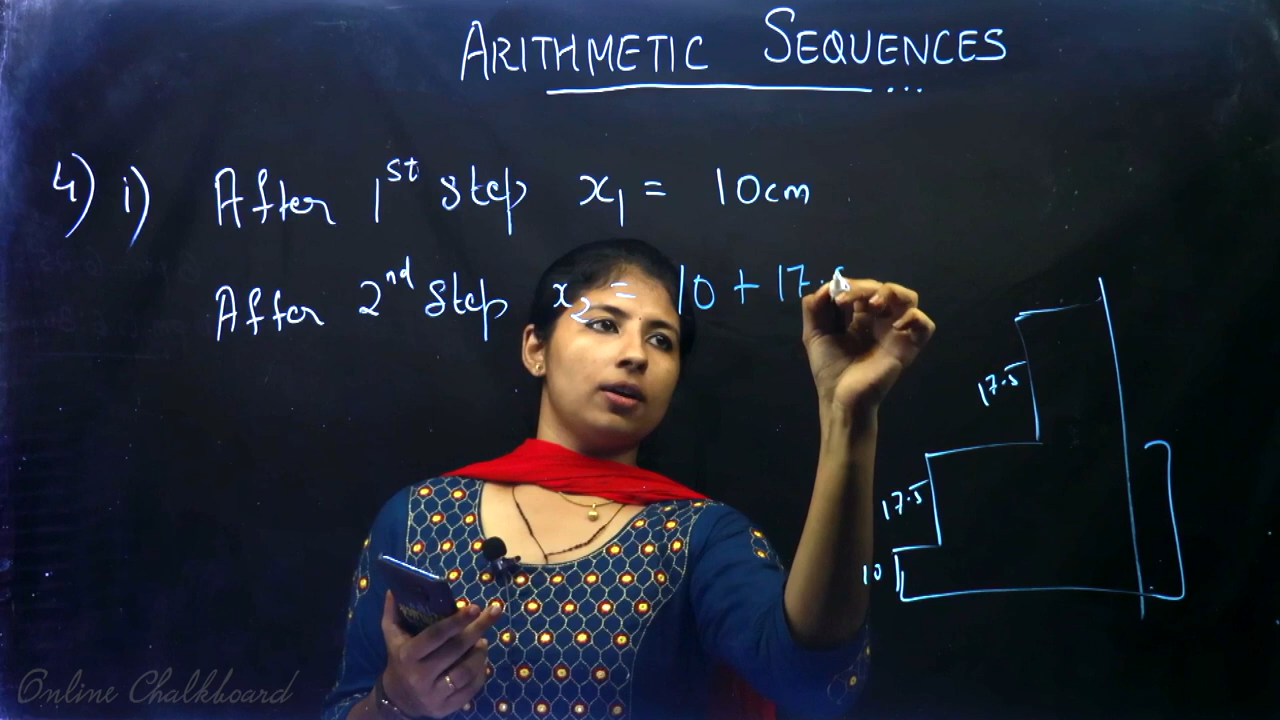 ARITHMETIC SEQUENCES ...
4) i) After 1st step x1 = 10cm
After 2nd step x2 = 10 + 17.5
17.5
17.5
10
Online Chalkboard